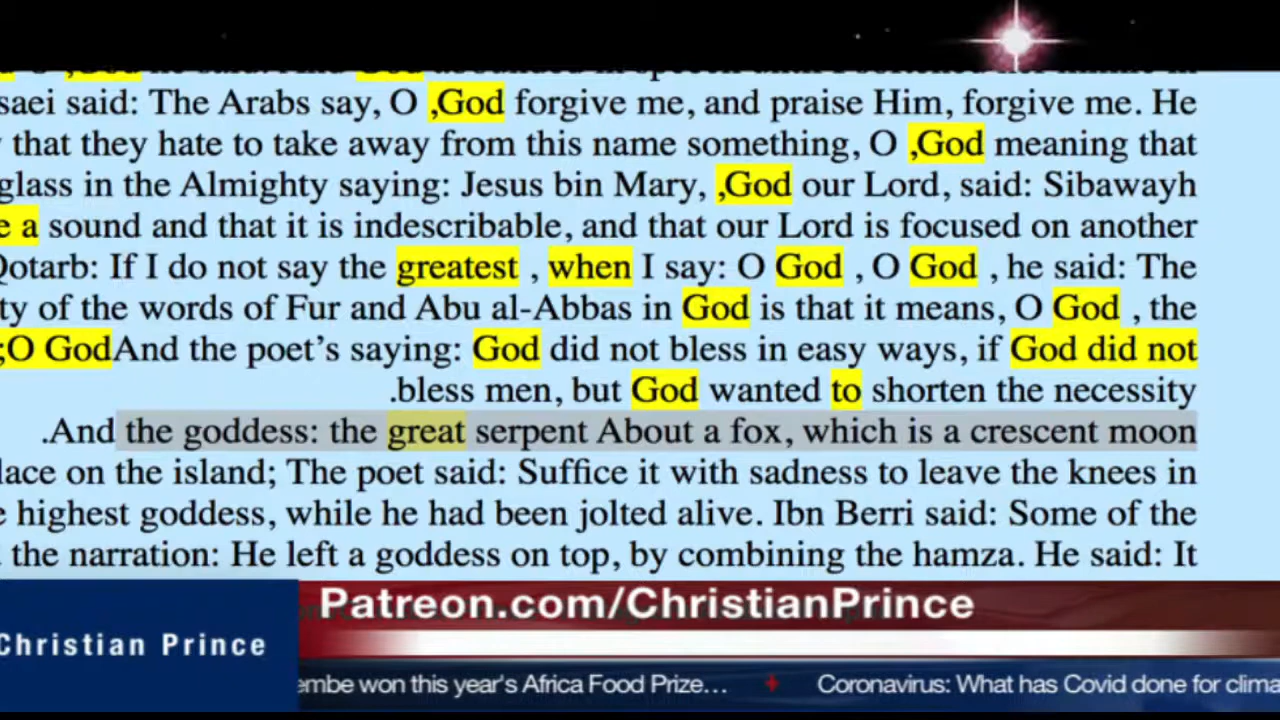 saei said: The Arabs say, O ,God forgive me, and praise Him, forgive me. He
that they hate to take away from this name something, O ,God meaning that
glass in the Almighty saying: Jesus bin Mary, ,God our Lord, said: Sibawayh
e a sound and that it is indescribable, and that our Lord is focused on another
Qotarb: If I do not say the greatest , when I say: O God , O God , he said: The
ty of the words of Fur and Abu al-Abbas in God is that it means, O God , the
;O GodAnd the poet's saying: God did not bless in easy ways, if God did not
.bless men, but God wanted to shorten the necessity
.And the goddess: the great serpent About a fox, which is a crescent moon
lace on the island; The poet said: Suffice it with sadness to leave the knees in
e highest goddess, while he had been jolted alive. Ibn Berri said: Some of the
the narration: He left a goddess on top, by combining the hamza. He said: It
Patreon.com/ChristianPrince
Christian Prince
embe won this year's Africa Food Prize... Coronavirus: What has Covid done for clima